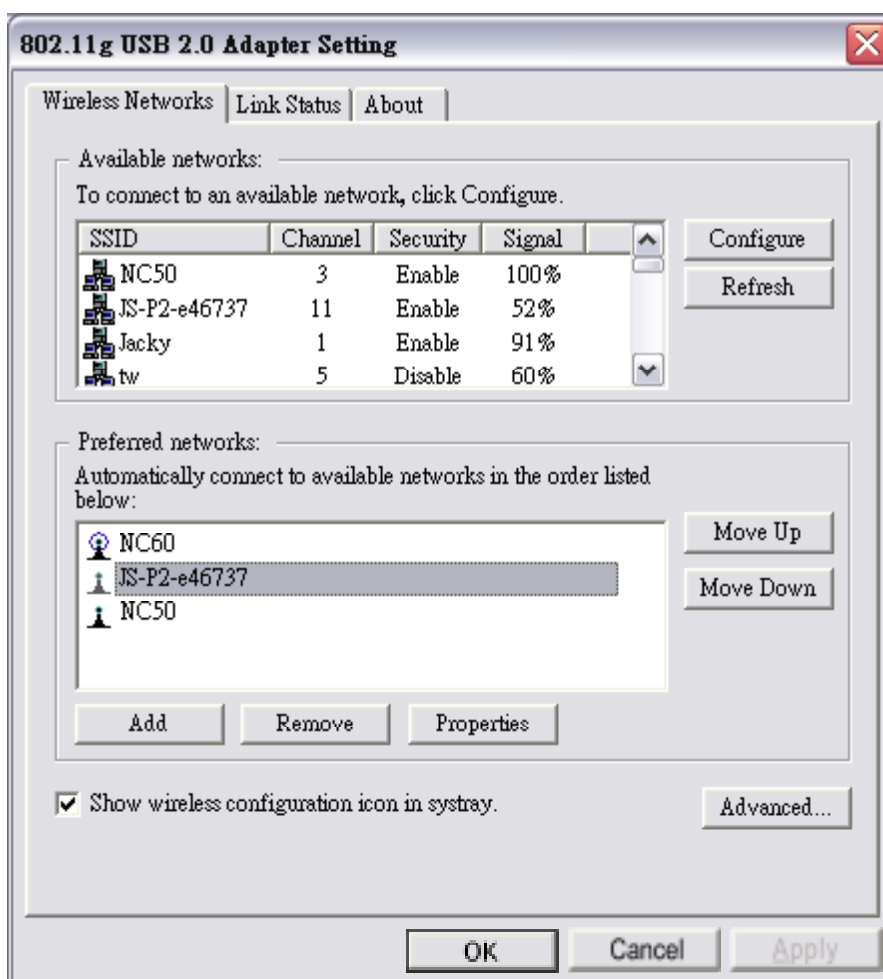 802.11g USB 2.0 Adapter Setting
Wireless Networks Link Status About
Available networks:
To connect to an available network, click Configure.
SSID Channel Security Signal
NC50 3 Enable 100%
JS-P2-e46737 11 Enable 52%
Jacky 1 Enable 91%
tw 5 Disable 60%
Configure
Refresh
Preferred networks:
Automatically connect to available networks in the order listed
below:
NC60
JS-P2-e46737
NC50
Move Up
Move Down
Add Remove Properties
Show wireless configuration icon in systray.
Advanced...
OK Cancel Apply